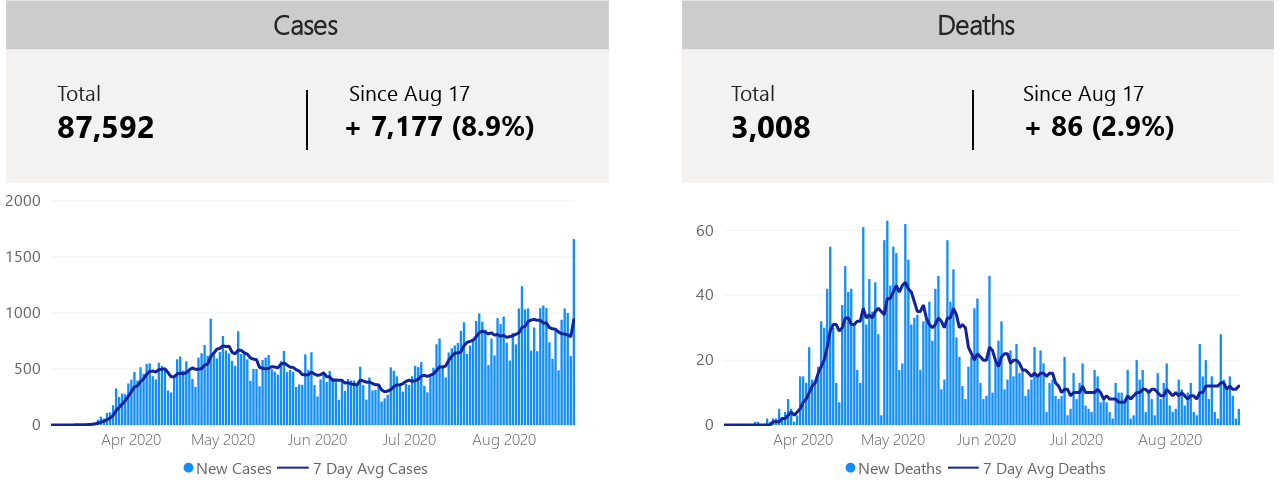 Cases
Total
Since Aug 17
87,592
+ 7,177 (8.9%)
2000
1500
1000
500
0
Apr 2020 May 2020 Jun 2020 Jul 2020 Aug 2020
New Cases 7 Day Avg Cases
Deaths
Total
Since Aug 17
3,008
+ 86 (2.9%)
60
40
20
0
Apr 2020 May 2020 Jun 2020 Jul 2020 Aug 2020
New Deaths 7 Day Avg Deaths